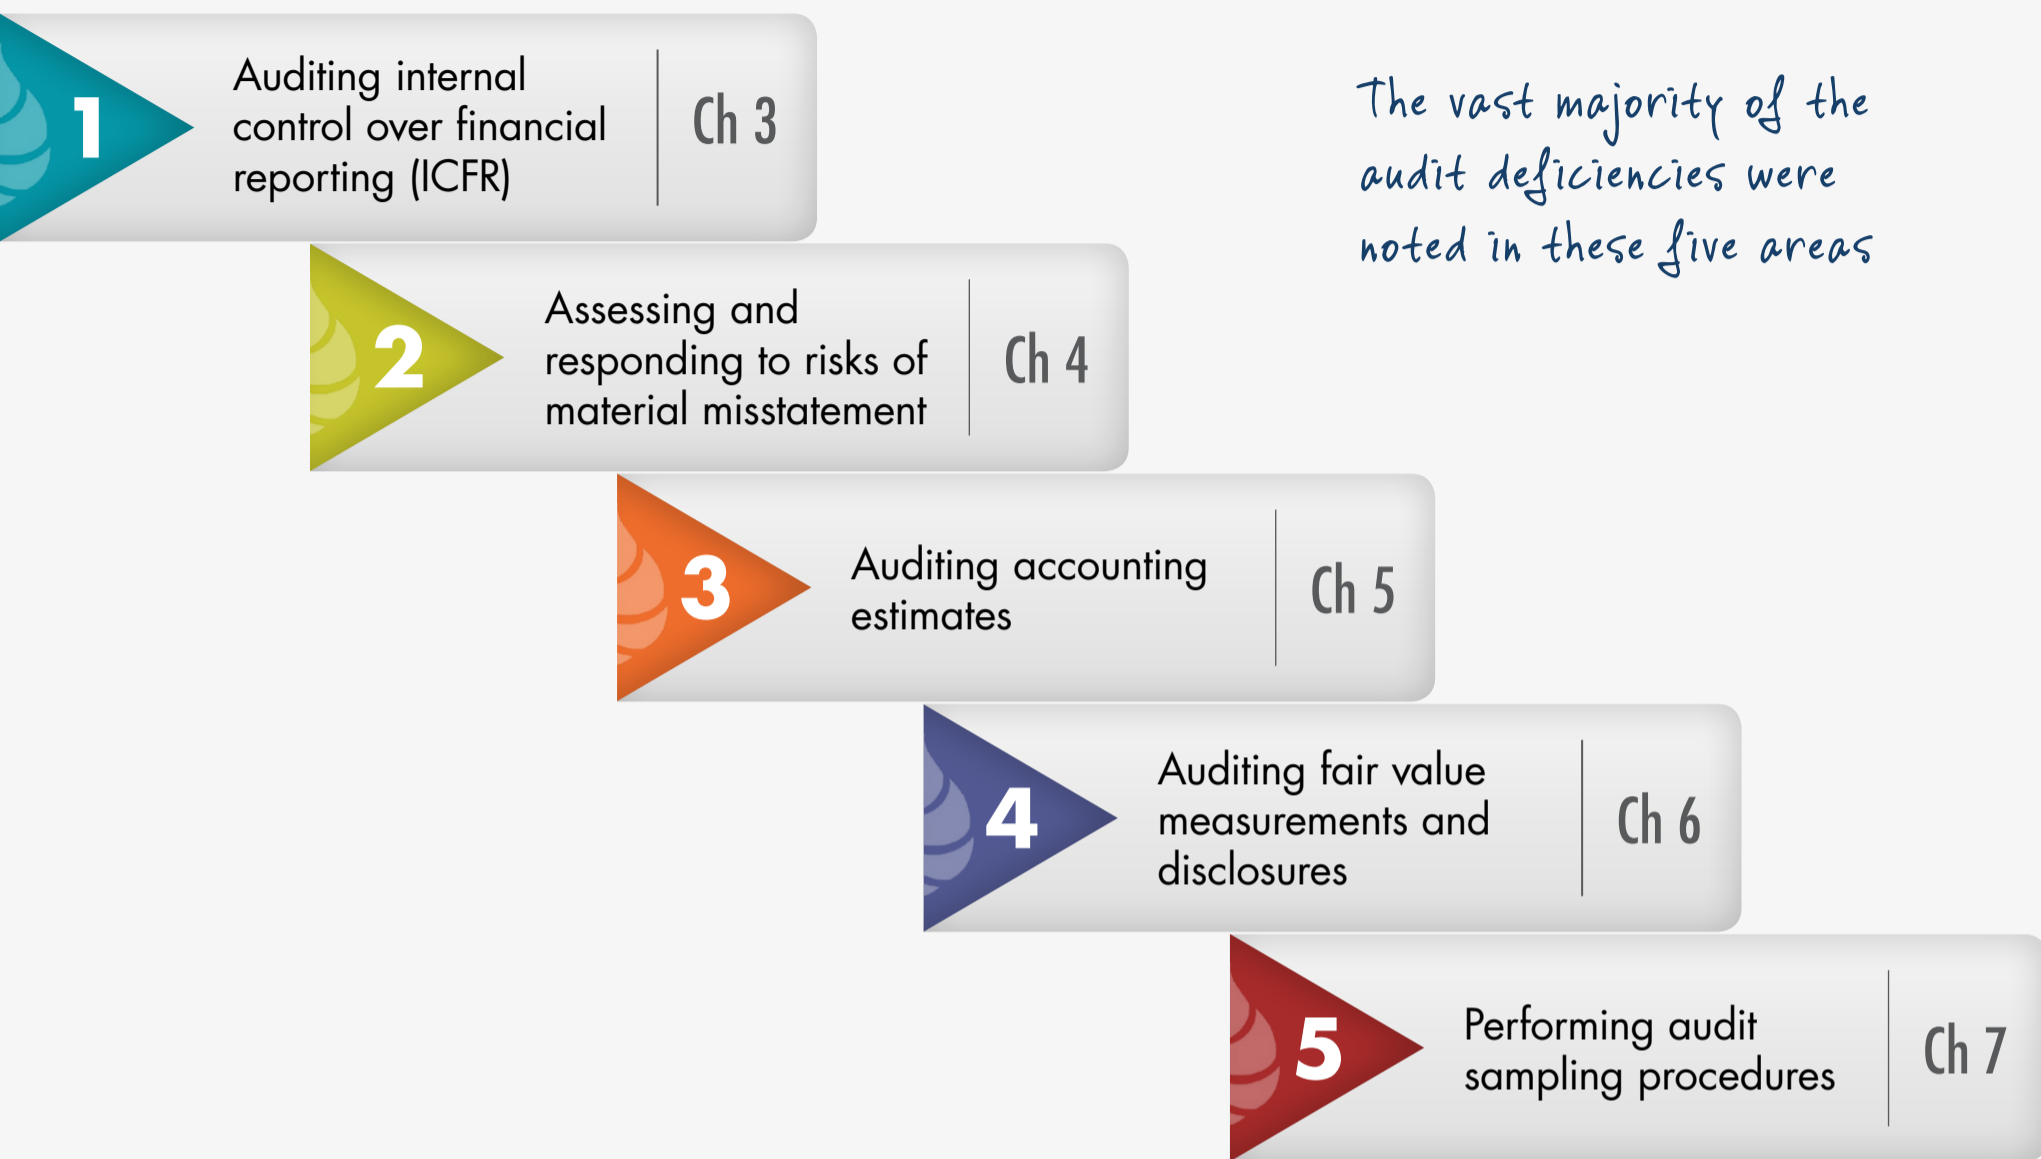 1
Auditing internal
control over financial
reporting (ICFR)
Ch 3
The vast majority of the
audit deficiencies were
noted in these five areas
2
Assessing and
responding to risks of
material misstatement
Ch 4
3
Auditing accounting
estimates
Ch 5
4
Auditing fair value
measurements and
disclosures
Ch 6
5
Performing audit
sampling procedures
Ch 7